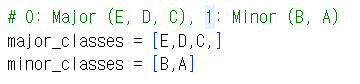 # 0: Major (E, D, C), 1: Minor (B, A)
major_classes = [E,D,C,]
minor_classes = [B,A]